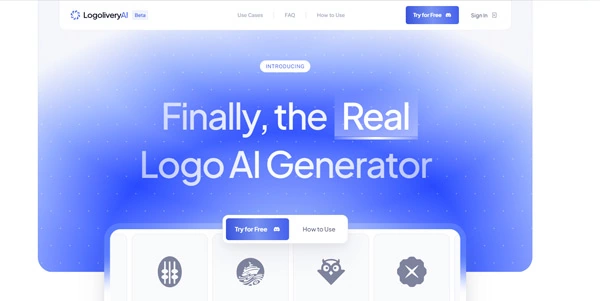 LogoliveryAI Beta
Use Cases
FAQ
How to Use
Try for Free
Sign In
INTRODUCING
Finally, the Real
Logo AI Generator
Try for Free
How to Use